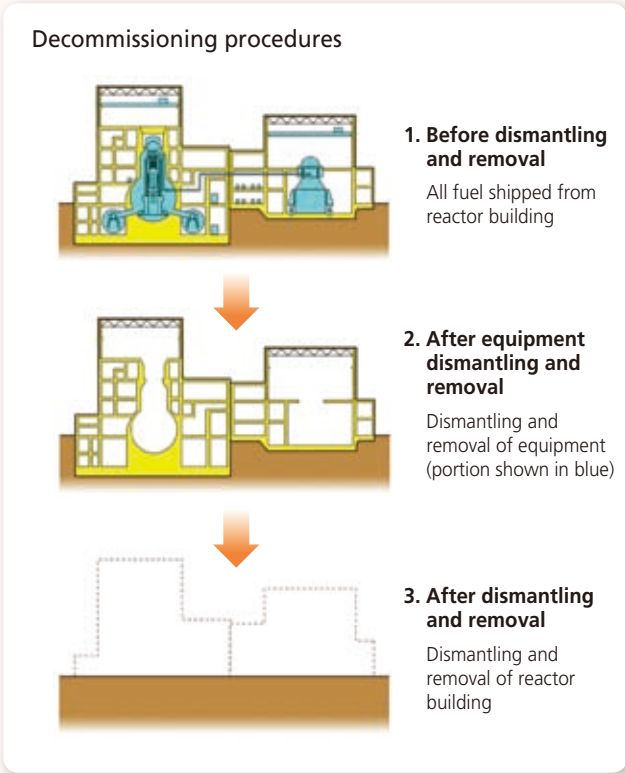 Decommissioning procedures
1. Before dismantling
and removal
All fuel shipped from
reactor building
2. After equipment
dismantling and
removal
Dismantling and
removal of equipment
(portion shown in blue)
3. After dismantling
and removal
Dismantling and
removal of reactor
building